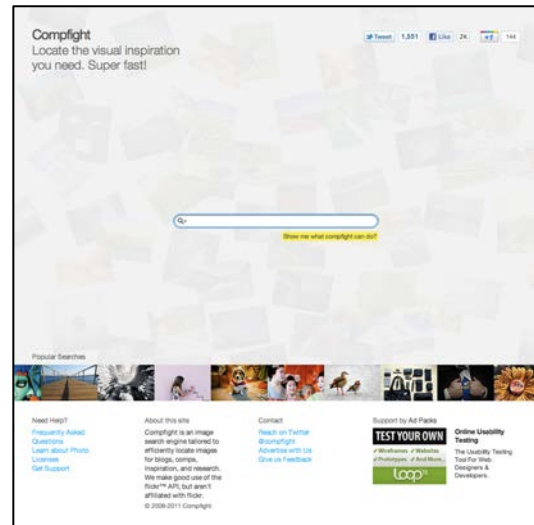 Compfight
Locate the visual inspiration
you need. Super fast!
Tweet 1,551 Like 2K +1 144
Show me what compfight can do?
Popular Searches
Need Help?
Frequently Asked
Questions
Learn about Photo
Licenses
Get Support
About this site
Compfight is an image
search engine tailored to
efficiently locate images
for blogs, comps,
inspiration, and research.
We make good use of the
flickr™ API, but aren't
affiliated with flickr.
© 2008-2011 Compfight
Contact
Reach on Twitter
@compfight
Advertise with Us
Give us Feedback
Support by Ad Packs
TEST YOUR OWN
✓Wireframes ✓Websites
✓Prototypes ✓And More...
Loop
Online Usability
Testing
The Usability Testing
Tool For Web
Designers &
Developers.